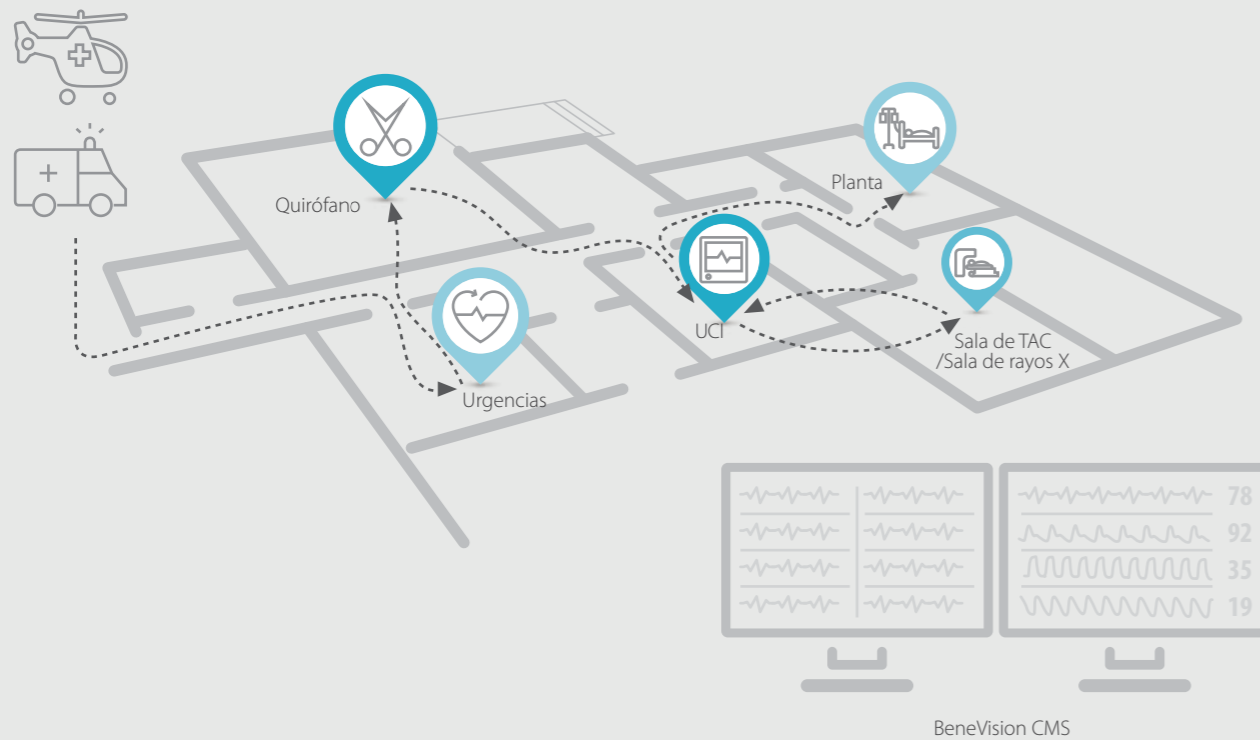 Quirófano
Planta
UCI
Sala de TAC
/Sala de rayos X
Urgencias
78
92
35
19
BeneVision CMS